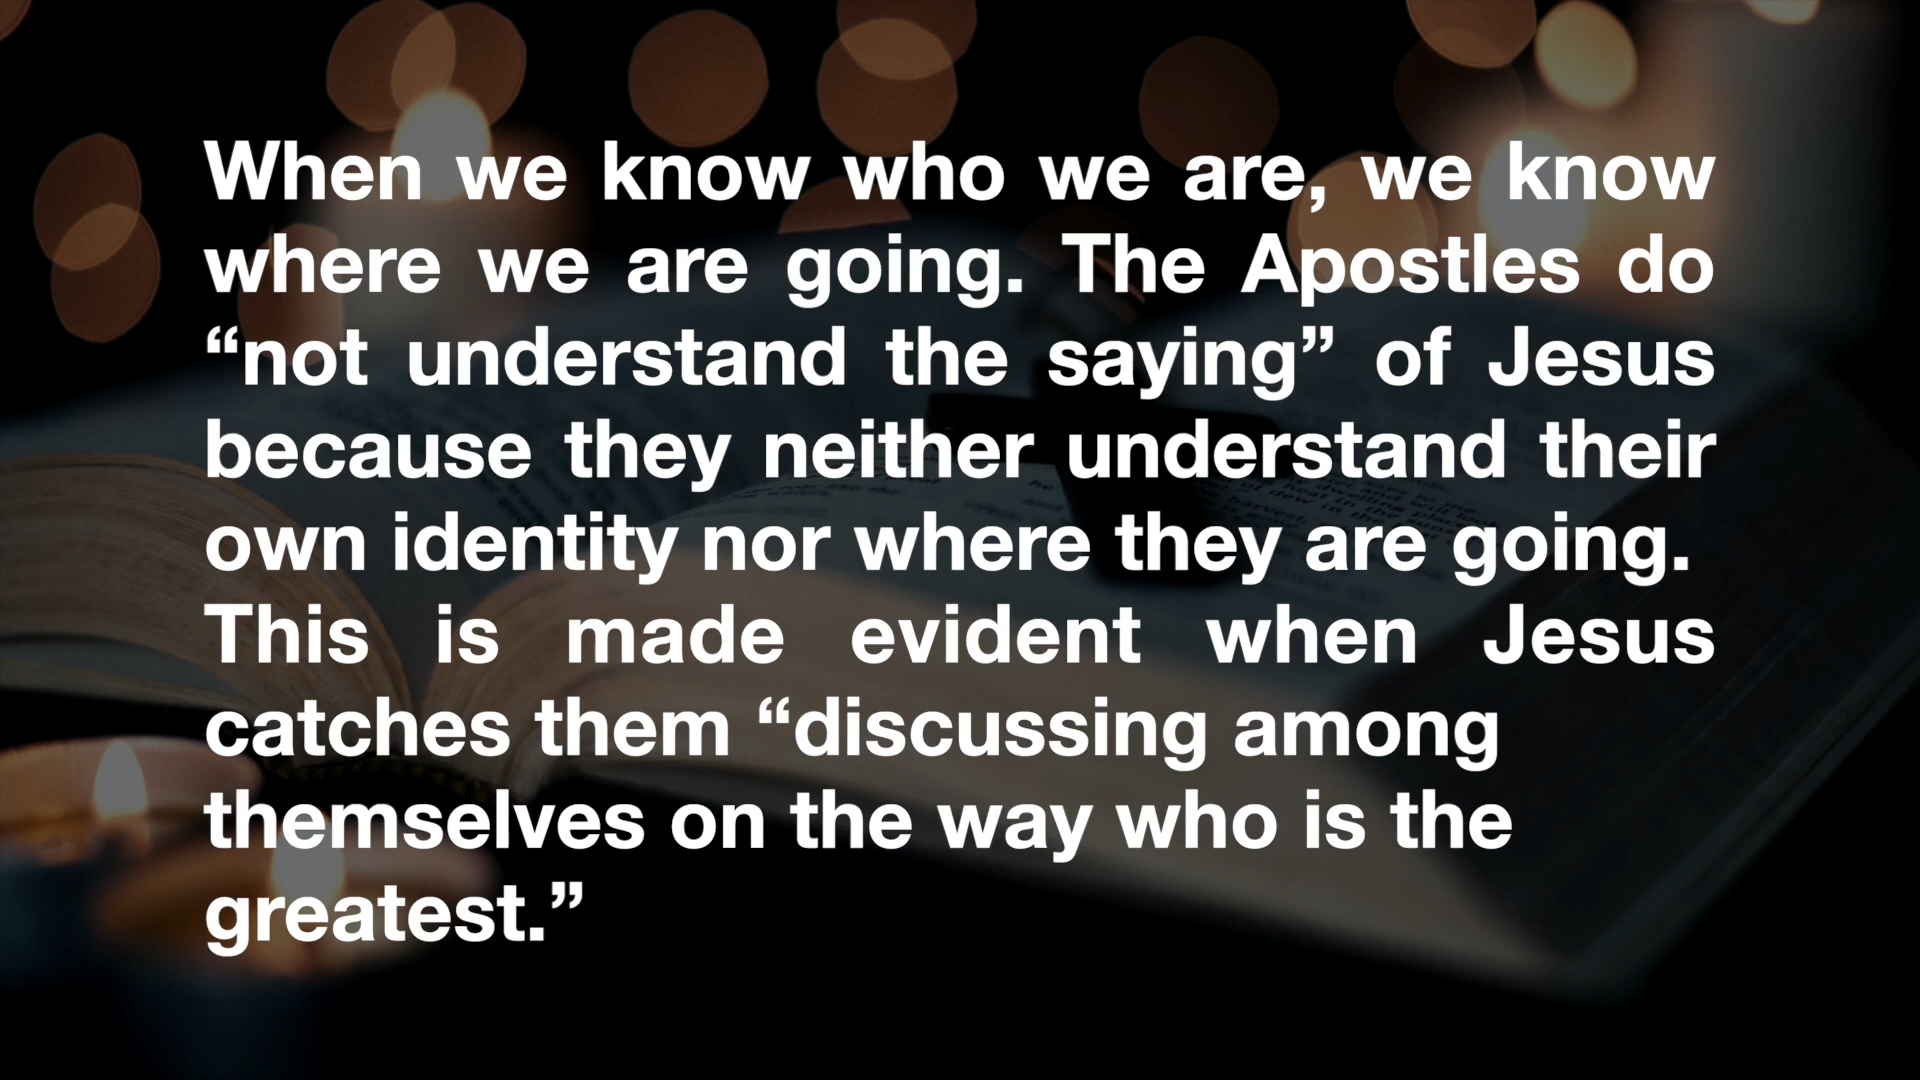 When we know who we are, we know
where we are going. The Apostles do
“not understand the saying” of Jesus
because they neither understand their
own identity nor where they are going.
This is made evident when Jesus
catches them “discussing among
themselves on the way who is the
greatest.”